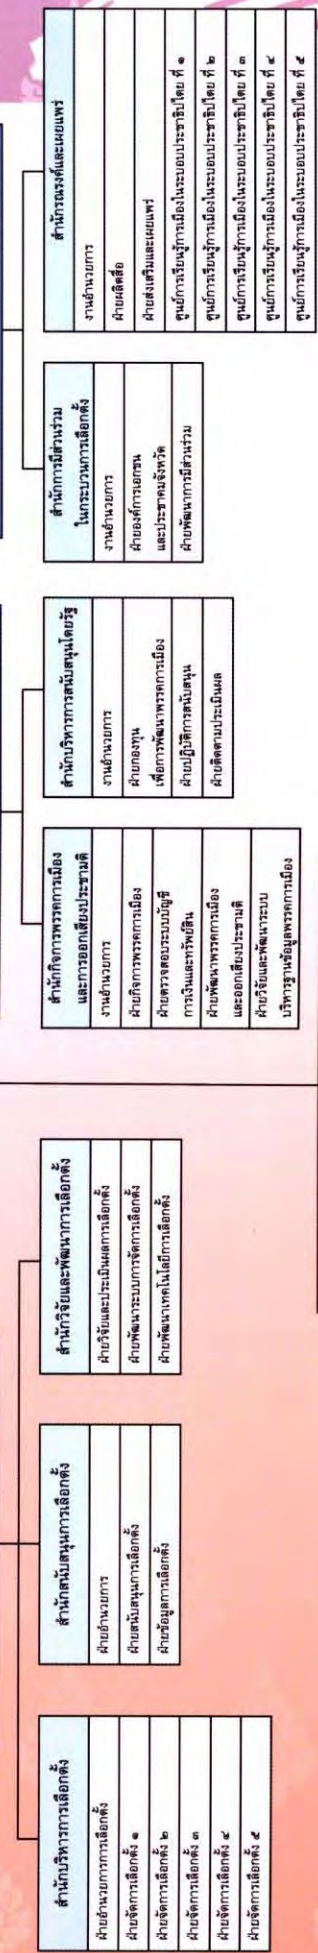 สำนักบริหารการเลือกตั้ง
ฝ่ายอำนวยการการเลือกตั้ง
ฝ่ายจัดการเลือกตั้ง ๑
ฝ่ายจัดการเลือกตั้ง ๒
ฝ่ายจัดการเลือกตั้ง ๓
ฝ่ายจัดการเลือกตั้ง ๔
ฝ่ายจัดการเลือกตั้ง ๕
สำนักสนับสนุนการเลือกตั้ง
ฝ่ายอำนวยการ
ฝ่ายสนับสนุนการเลือกตั้ง
ฝ่ายข้อมูลการเลือกตั้ง
สำนักวิจัยและพัฒนาการเลือกตั้ง
ฝ่ายวิจัยและประเมินผลการเลือกตั้ง
ฝ่ายพัฒนาระบบการจัดการเลือกตั้ง
ฝ่ายพัฒนาเทคโนโลยีการเลือกตั้ง
สำนักกิจการพรรคการเมือง
และการออกเสียงประชามติ
งานอำนวยการ
ฝ่ายกิจการพรรคการเมือง
ฝ่ายตรวจสอบระบบบัญชี
การเงินและทรัพย์สิน
ฝ่ายพัฒนาพรรคการเมือง
และออกเสียงประชามติ
ฝ่ายวิจัยและพัฒนาระบบ
บริหารฐานข้อมูลพรรคการเมือง
สำนักบริหารการสนับสนุนโดยรัฐ
งานอำนวยการ
ฝ่ายกองทุน
เพื่อการพัฒนาพรรคการเมือง
ฝ่ายปฏิบัติการสนับสนุน
ฝ่ายติดตามประเมินผล
สำนักการมีส่วนร่วม
ในกระบวนการเลือกตั้ง
งานอำนวยการ
ฝ่ายองค์การเอกชน
และประชาคมจังหวัด
ฝ่ายพัฒนาการมีส่วนร่วม
สำนักรณรงค์และเผยแพร่
งานอำนวยการ
ฝ่ายผลิตสื่อ
ฝ่ายส่งเสริมและเผยแพร่
ศูนย์การเรียนรู้การเมืองในระบอบประชาธิปไตย ที่ ๑
ศูนย์การเรียนรู้การเมืองในระบอบประชาธิปไตย ที่ ๒
ศูนย์การเรียนรู้การเมืองในระบอบประชาธิปไตย ที่ ๓
ศูนย์การเรียนรู้การเมืองในระบอบประชาธิปไตย ที่ ๔
ศูนย์การเรียนรู้การเมืองในระบอบประชาธิปไตย ที่ ๕